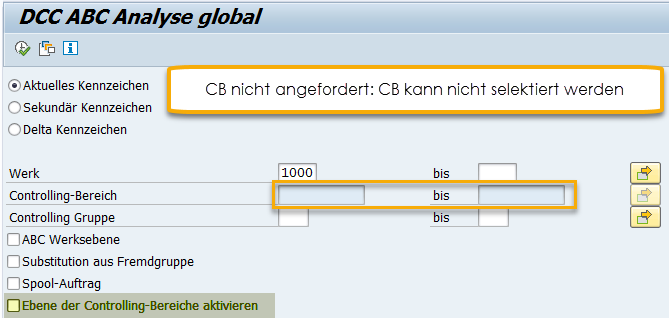 DCC ABC Analyse global
Aktuelles Kennzeichen
CB nicht angefordert: CB kann nicht selektiert werden
Sekundär Kennzeichen
Delta Kennzeichen
Werk 1000 bis
Controlling-Bereich bis
Controlling Gruppe bis
ABC Werksebene
Substitution aus Fremdgruppe
Spool-Auftrag
Ebene der Controlling-Bereiche aktivieren